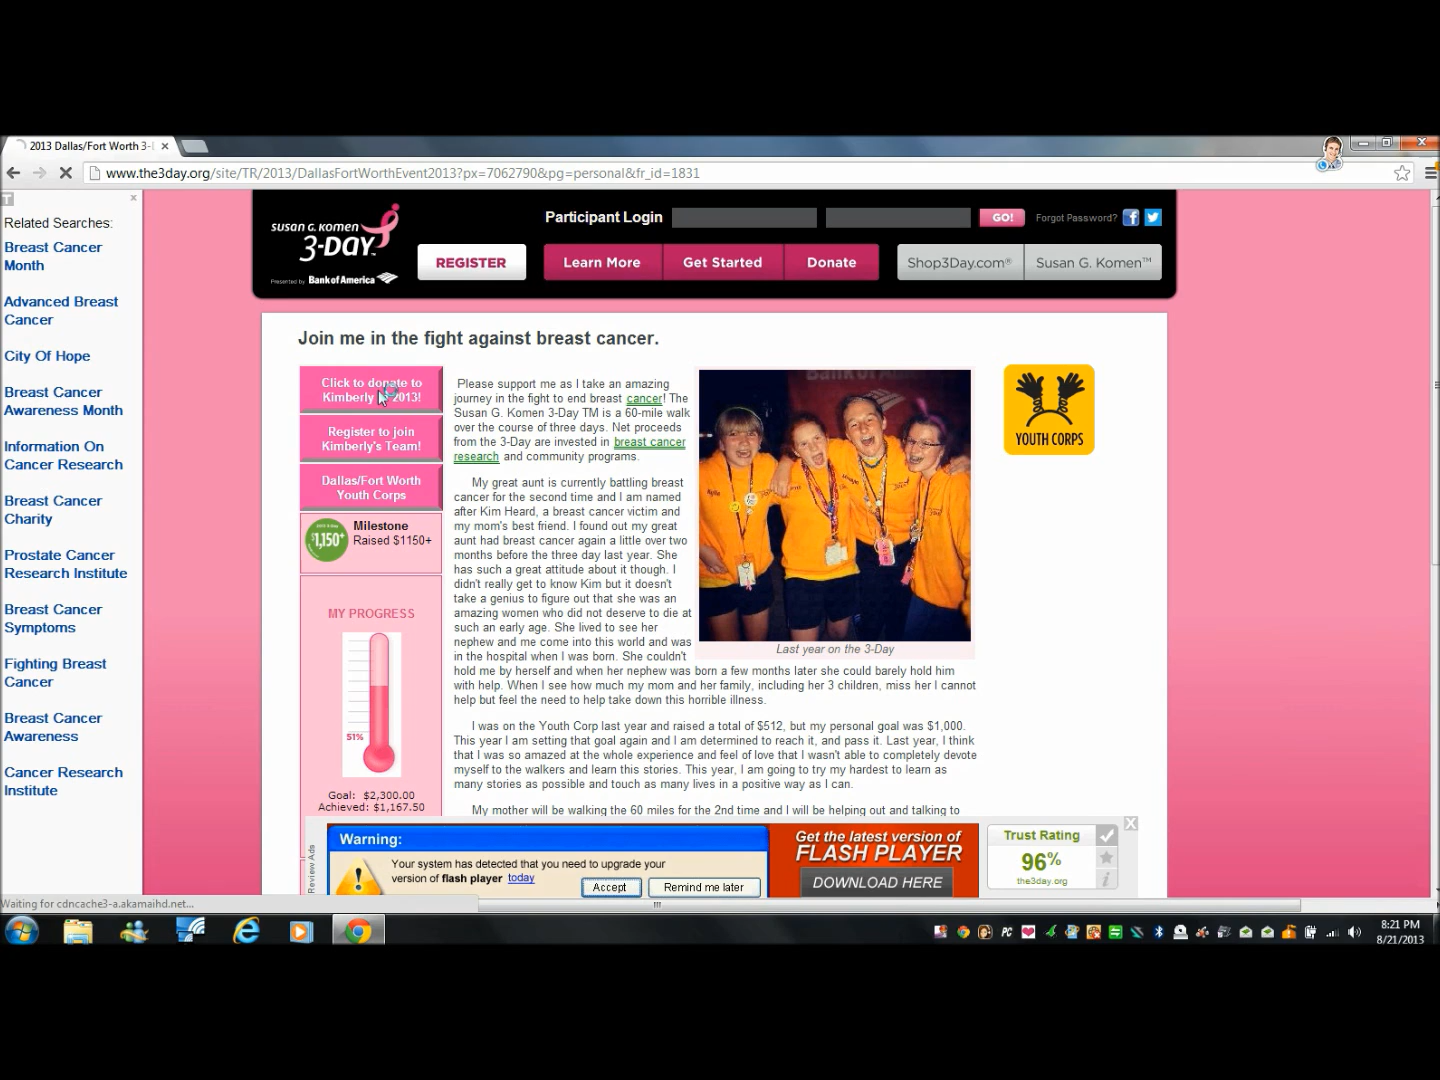 2013 Dallas/Fort Worth 3-
www.the3day.org/site/TR/2013/DallasFortWorthEvent2013?px=7062790&pg=personal&fr_id=1831
Related Searches:
Breast Cancer
Month
Advanced Breast
Cancer
City Of Hope
Breast Cancer
Awareness Month
Information On
Cancer Research
Breast Cancer
Charity
Prostate Cancer
Research Institute
Breast Cancer
Symptoms
Fighting Breast
Cancer
Breast Cancer
Awareness
Cancer Research
Institute
susan G. Komen
3-DAY™
Presented by Bank of America
Participant Login
GO!
Forgot Password?
REGISTER
Learn More
Get Started
Donate
Shop3Day.com®
Susan G. Komen™
Join me in the fight against breast cancer.
Click to donate to
Kimberly 2013!
Register to join
Kimberly's Team!
Dallas/Fort Worth
Youth Corps
$1,150+
Milestone
Raised $1150+
MY PROGRESS
51%
Goal: $2,300.00
Achieved: $1,167.50
Please support me as I take an amazing
journey in the fight to end breast cancer! The
Susan G. Komen 3-Day TM is a 60-mile walk
over the course of three days. Net proceeds
from the 3-Day are invested in breast cancer
research and community programs.
My great aunt is currently battling breast
cancer for the second time and I am named
after Kim Heard, a breast cancer victim and
my mom's best friend. I found out my great
aunt had breast cancer again a little over two
months before the three day last year. She
has such a great attitude about it though. I
didn't really get to know Kim but it doesn't
take a genius to figure out that she was an
amazing women who did not deserve to die at
such an early age. She lived to see her
nephew and me come into this world and was
in the hospital when I was born. She couldn't
hold me by herself and when her nephew was born a few months later she could barely hold him
with help. When I see how much my mom and her family, including her 3 children, miss her I cannot
help but feel the need to help take down this horrible illness.
I was on the Youth Corp last year and raised a total of $512, but my personal goal was $1,000.
This year I am setting that goal again and I am determined to reach it, and pass it. Last year, I think
that I was so amazed at the whole experience and feel of love that I wasn't able to completely devote
myself to the walkers and learn this stories. This year, I am going to try my hardest to learn as
many stories as possible and touch as many lives in a positive way as I can.
My mother will be walking the 60 miles for the 2nd time and I will be helping out and talking to
Bank of America
Last year on the 3-Day
YOUTH CORPS
Review Ads
Warning:
Your system has detected that you need to upgrade your
version of flash player today
Accept
Remind me later
Get the latest version of
FLASH PLAYER
DOWNLOAD HERE
Trust Rating
96%
the3day.org
X
Waiting for cdncache3-a.akamaihd.net...
PC
8:21 PM
8/21/2013